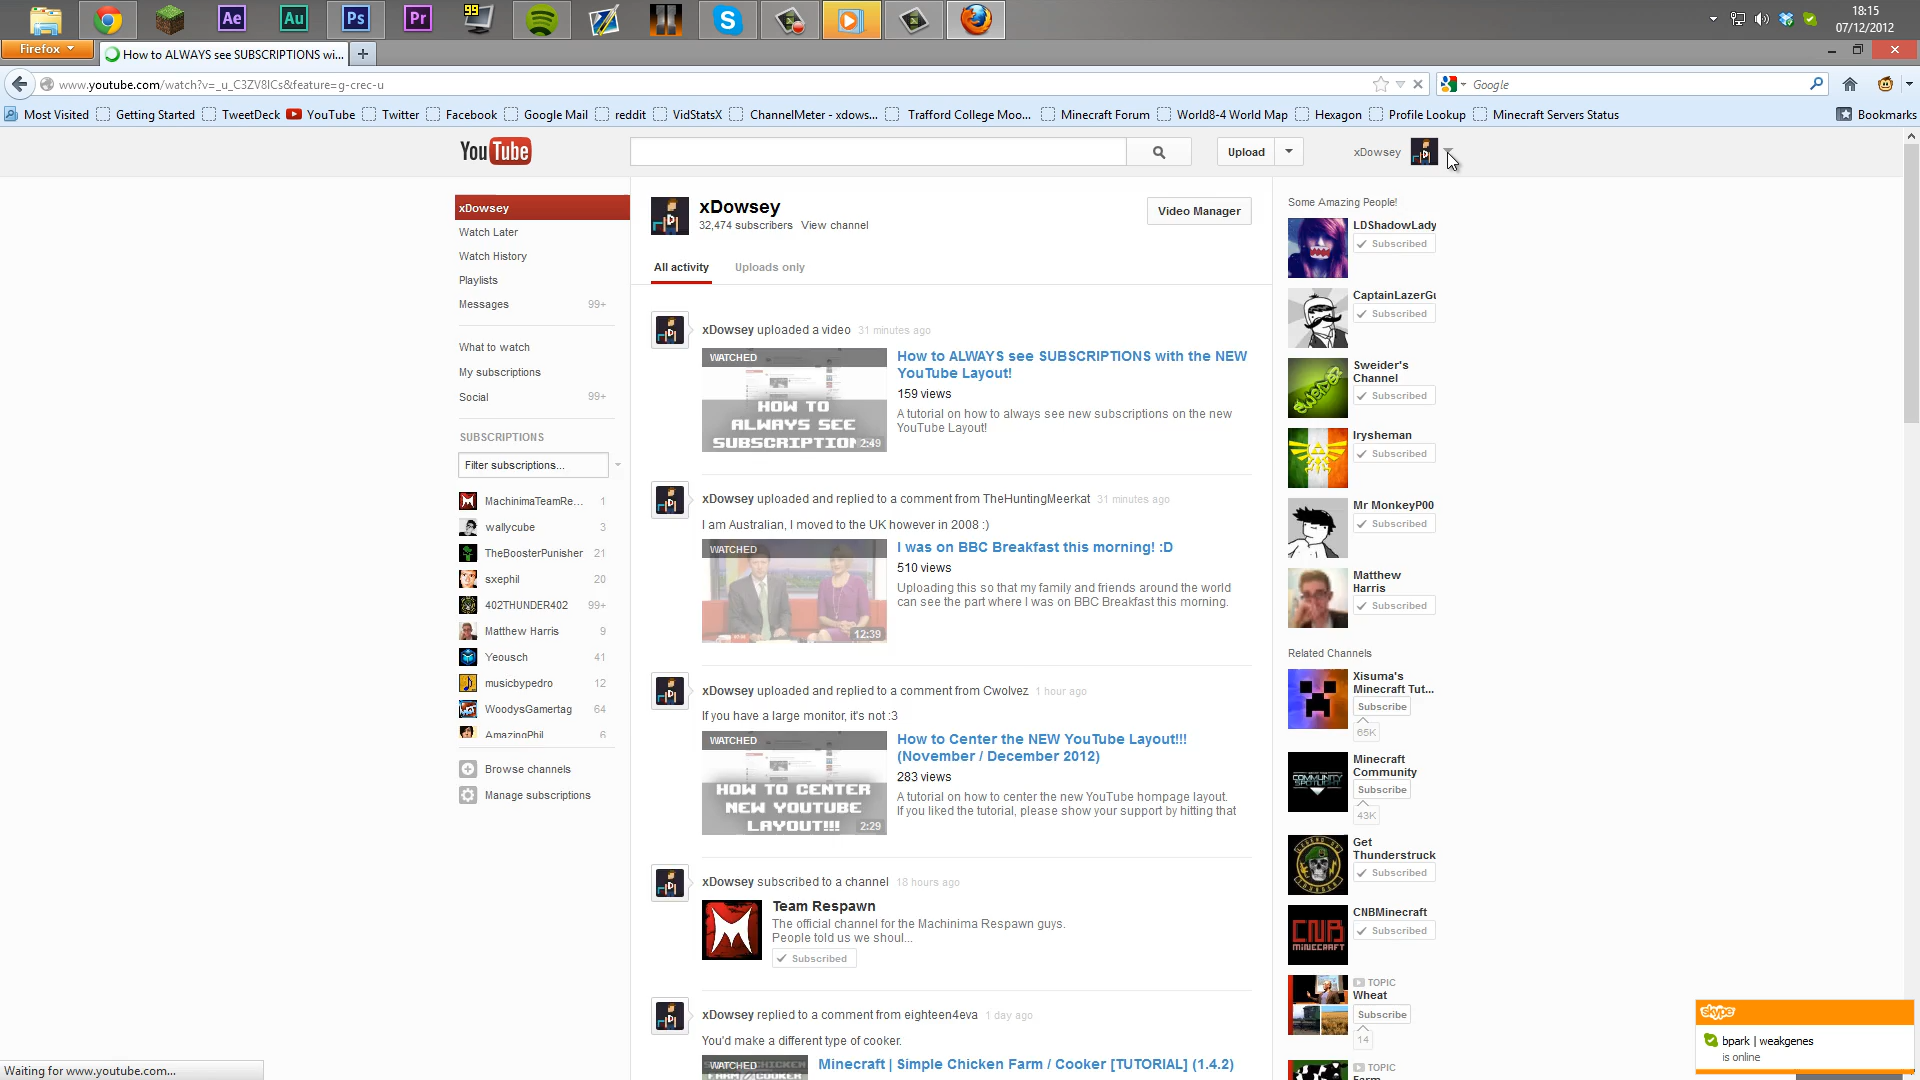 Ae
Au
Ps
Pr
99
18:15
07/12/2012
Firefox
How to ALWAYS see SUBSCRIPTIONS wi...
www.youtube.com/watch?v=_u_C3ZV8ICs&feature=g-crec-u
Google
Most Visited
Getting Started
TweetDeck
YouTube
Twitter
Facebook
Google Mail
reddit
VidStatsX
ChannelMeter - xdows...
Trafford College Moo...
Minecraft Forum
World8-4 World Map
Hexagon
Profile Lookup
Minecraft Servers Status
Bookmarks
YouTube
Upload
xDowsey
xDowsey
Watch Later
Watch History
Playlists
Messages 99+
What to watch
My subscriptions
Social 99+
SUBSCRIPTIONS
Filter subscriptions...
MachinimaTeamRe... 1
wallycube 3
TheBoosterPunisher 21
sxephil 20
402THUNDER402 99+
Matthew Harris 9
Yeousch 41
musicbypedro 12
WoodysGamertag 64
AmazingPhil 6
Browse channels
Manage subscriptions
xDowsey
32,474 subscribers View channel
Video Manager
All activity
Uploads only
xDowsey uploaded a video 31 minutes ago
WATCHED
HOW TO
ALWAYS SEE
SUBSCRIPTION
2:49
How to ALWAYS see SUBSCRIPTIONS with the NEW
YouTube Layout!
159 views
A tutorial on how to always see new subscriptions on the new
YouTube Layout!
xDowsey uploaded and replied to a comment from TheHuntingMeerkat 31 minutes ago
I am Australian, I moved to the UK however in 2008 :)
WATCHED
12:39
I was on BBC Breakfast this morning! :D
510 views
Uploading this so that my family and friends around the world
can see the part where I was on BBC Breakfast this morning.
xDowsey uploaded and replied to a comment from Cwolvez 1 hour ago
If you have a large monitor, it's not :3
WATCHED
HOW TO CENTER
NEW YOUTUBE
LAYOUT!!!
2:29
How to Center the NEW YouTube Layout!!!
(November / December 2012)
283 views
A tutorial on how to center the new YouTube hompage layout.
If you liked the tutorial, please show your support by hitting that
xDowsey subscribed to a channel 18 hours ago
Team Respawn
The official channel for the Machinima Respawn guys.
People told us we shoul...
Subscribed
xDowsey replied to a comment from eighteen4eva 1 day ago
You'd make a different type of cooker.
WATCHED
Minecraft | Simple Chicken Farm / Cooker [TUTORIAL] (1.4.2)
Some Amazing People!
LDShadowLady
Subscribed
CaptainLazerGu
Subscribed
Sweider's
Channel
Subscribed
Irysheman
Subscribed
Mr MonkeyP00
Subscribed
Matthew
Harris
Subscribed
Related Channels
Xisuma's
Minecraft Tut...
Subscribe
65K
Minecraft
Community
Subscribe
43K
Get
Thunderstruck
Subscribed
CNB
MINECRAFT
CNBMinecraft
Subscribed
TOPIC
Wheat
Subscribe
14
TOPIC
skype
bpark | weakgenes
is online
Waiting for www.youtube.com...